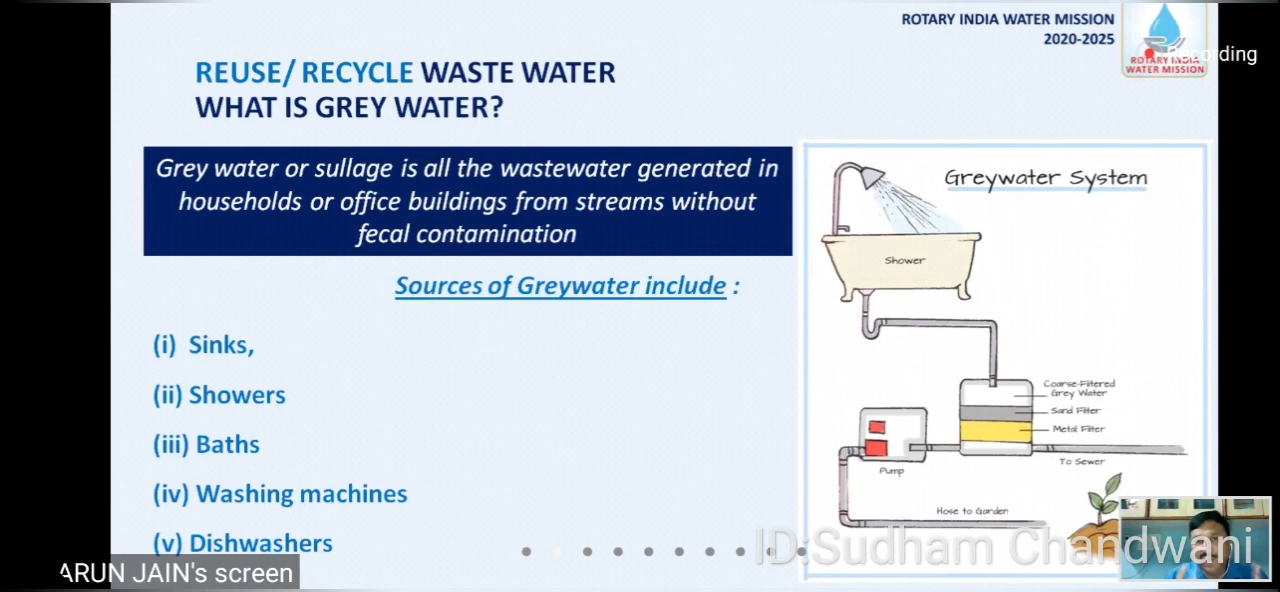 ROTARY INDIA WATER MISSION
2020-2025
Recording
ROTARY INDIA
WATER MISSION
REUSE/ RECYCLE WASTE WATER
WHAT IS GREY WATER?
Grey water or sullage is all the wastewater generated in
households or office buildings from streams without
fecal contamination
Sources of Greywater include :
(i) Sinks,
(ii) Showers
(iii) Baths
(iv) Washing machines
(v) Dishwashers
Greywater System
Shower
Coarse-Filtered
Grey Water
Sand Filter
Metal Filter
To Sewer
Pump
Hose to Garden
ID:Sudham Chandwani
ARUN JAIN's screen